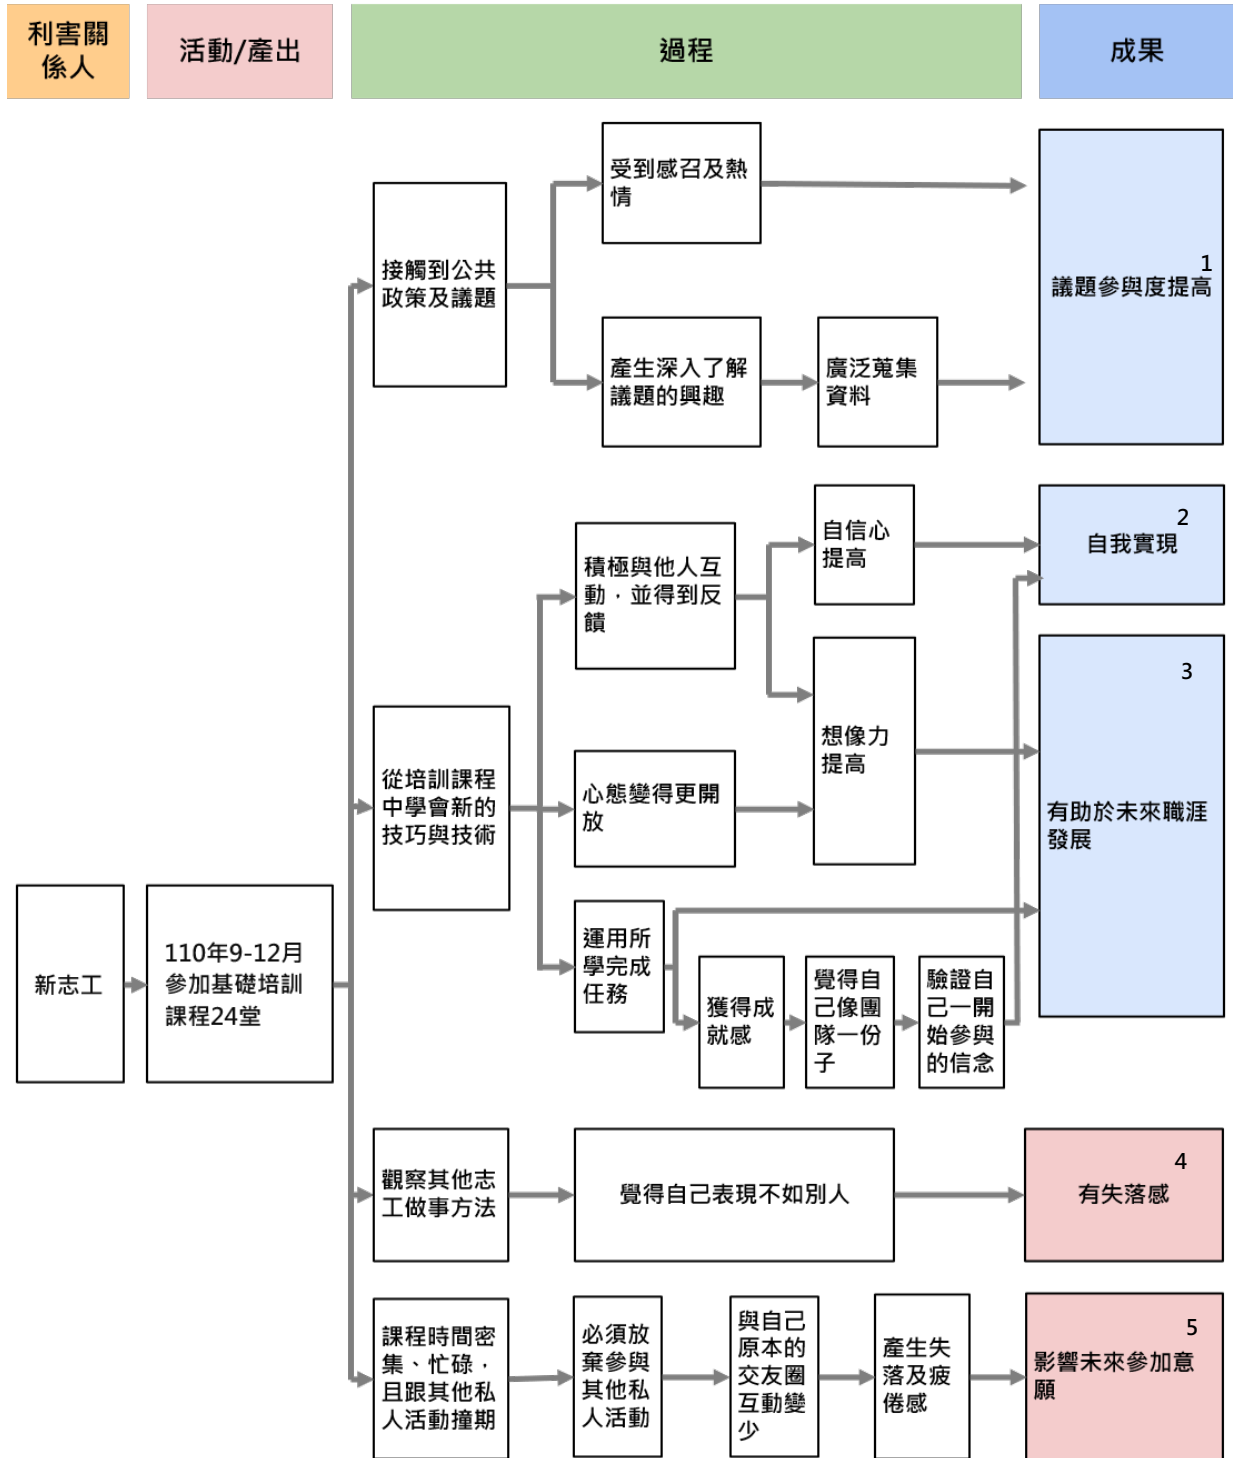 利害關
係人
活動/產出
過程
成果
受到感召及熱
情
接觸到公共
政策及議題
1
議題參與度提高
產生深入了解
議題的興趣
廣泛蒐集
資料
自信心
提高
2
自我實現
積極與他人互
動，並得到反
饋
3
想像力
提高
從培訓課程
中學會新的
技巧與技術
心態變得更開
放
有助於未來職涯
發展
新志工
110年9-12月
參加基礎培訓
課程24堂
運用所
學完成
任務
獲得成
就感
覺得自
己像團
隊一份
子
驗證自
己一開
始參與
的信念
觀察其他志
工做事方法
覺得自己表現不如別人
4
有失落感
課程時間密
集、忙碌，
且跟其他私
人活動撞期
必須放
棄參與
其他私
人活動
與自己
原本的
交友圈
互動變
少
產生失
落及疲
倦感
5
影響未來參加意
願